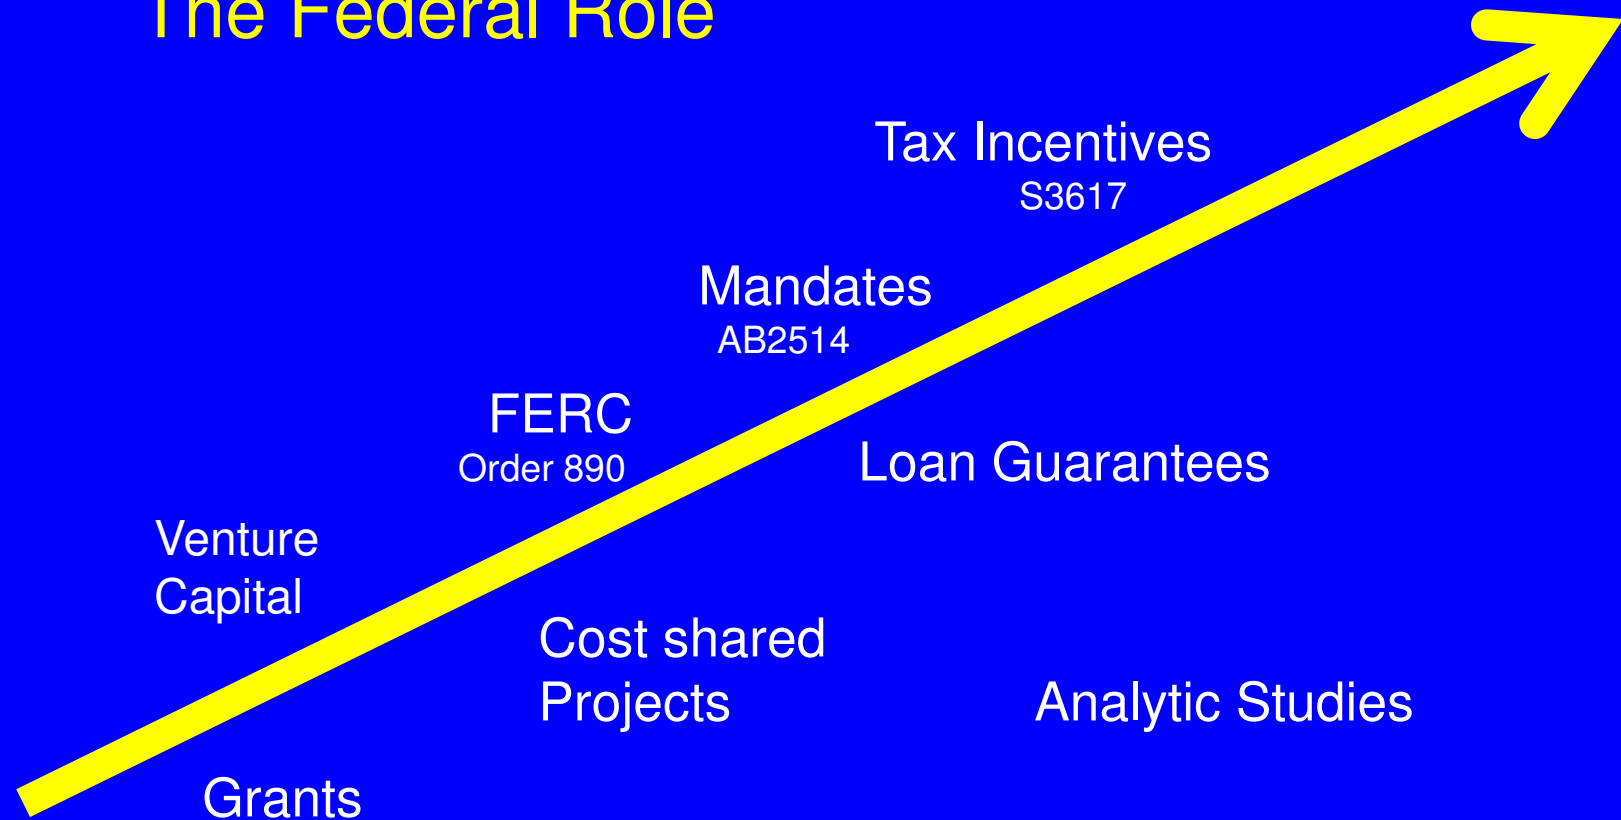 The Federal Role
Tax Incentives
S3617
Mandates
AB2514
FERC
Order 890
Loan Guarantees
Venture
Capital
Cost shared
Projects
Analytic Studies
Grants